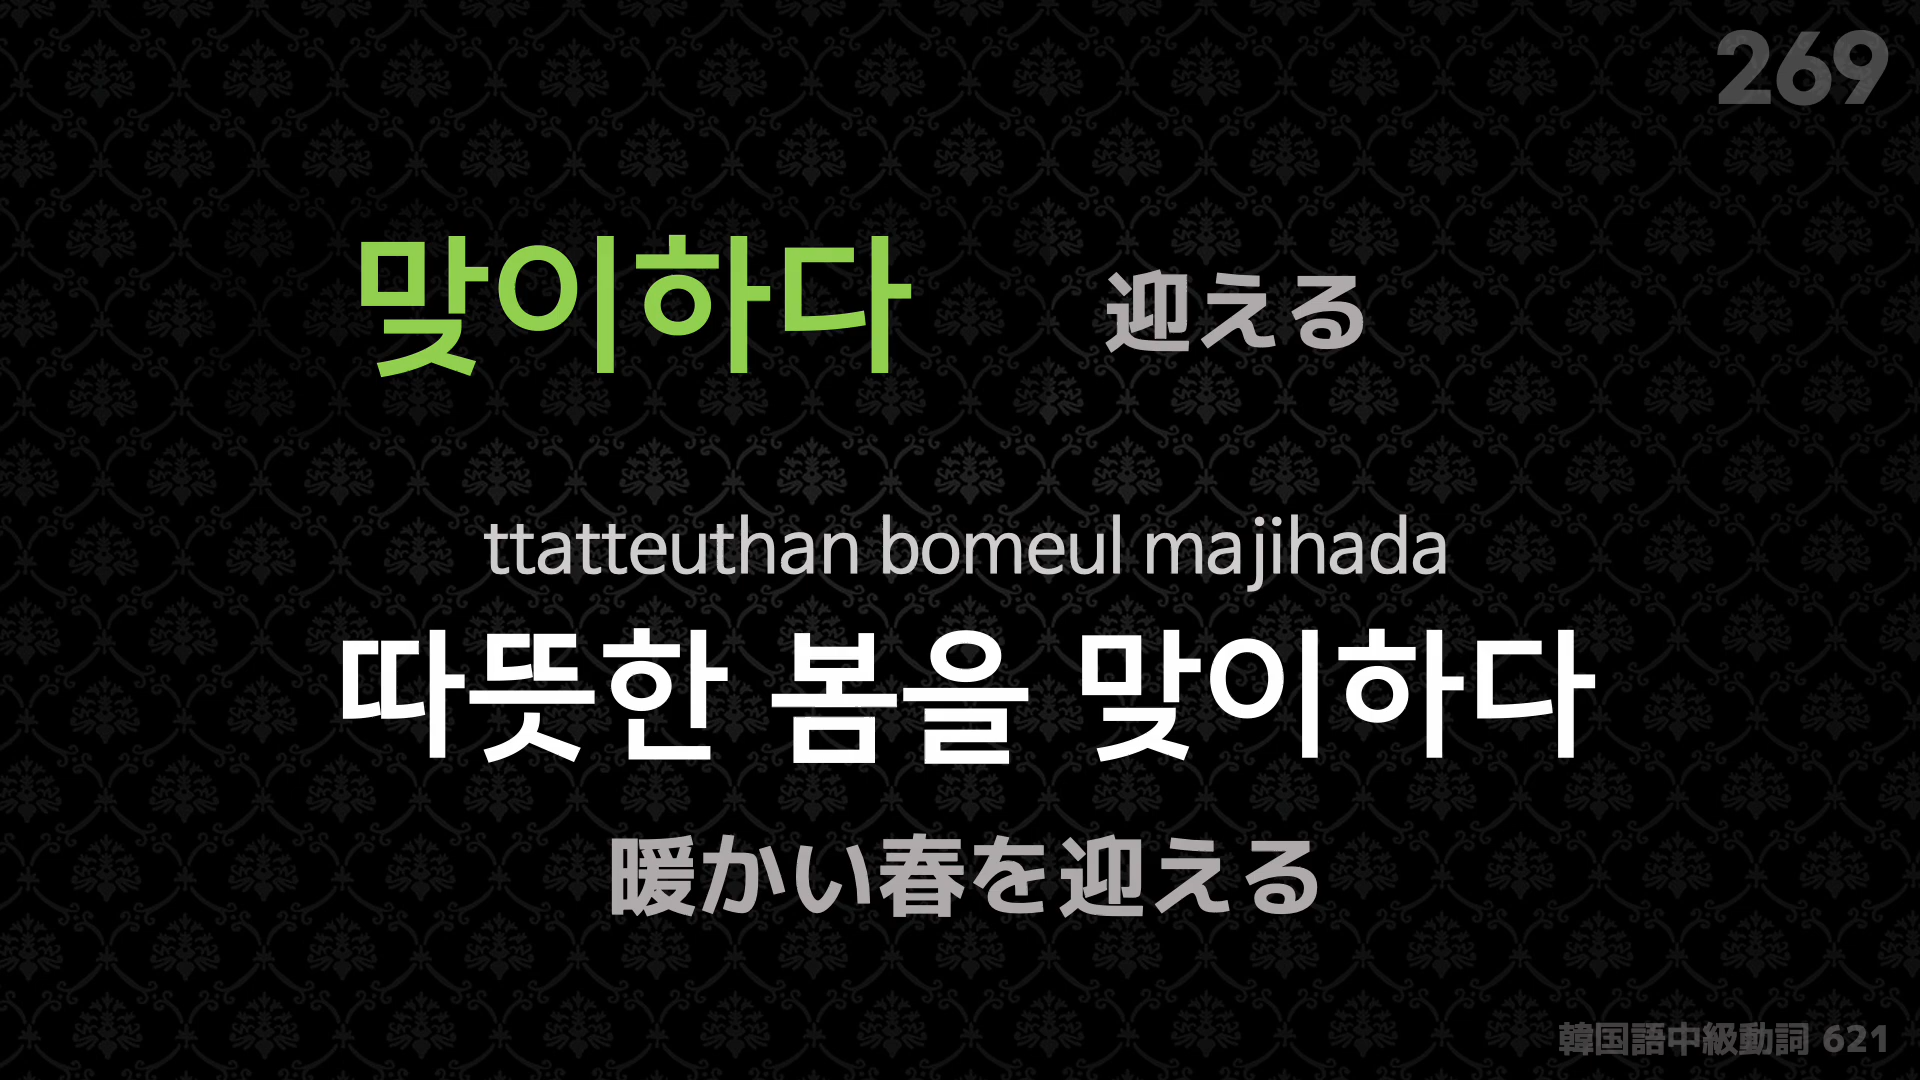 269
맞이하다 迎える
ttatteuthan bomeul majihada
따뜻한 봄을 맞이하다
暖かい春を迎える
韓国語中級動詞 621